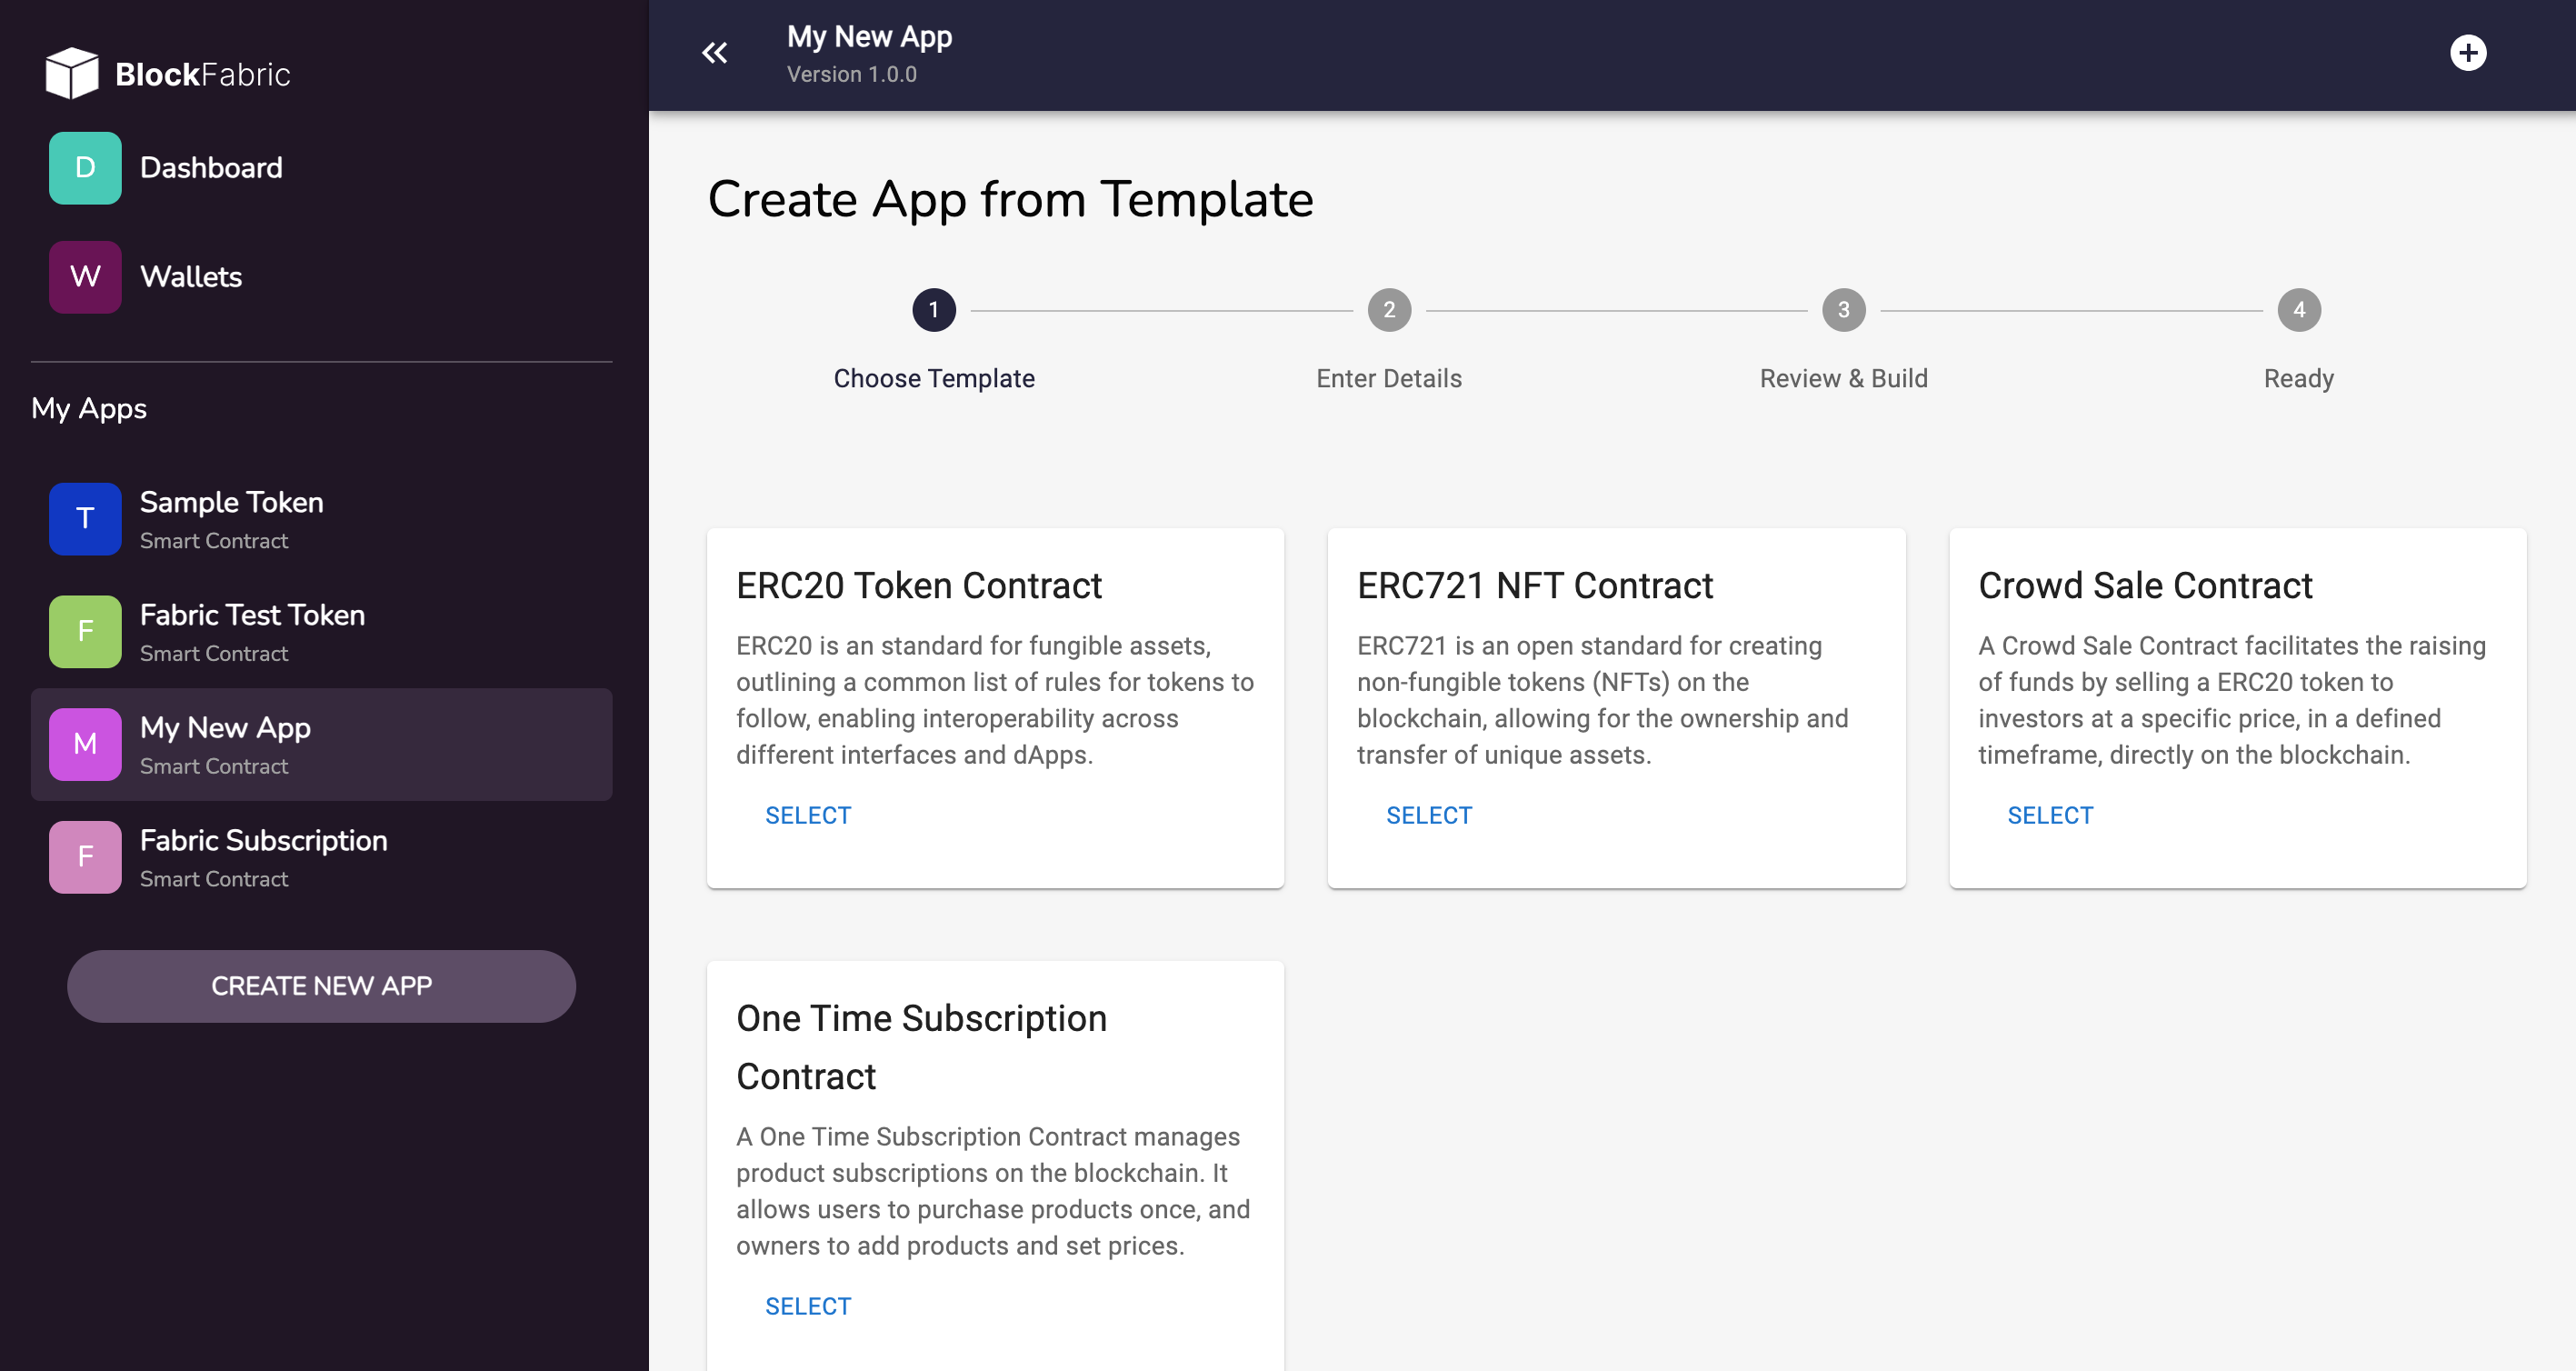 BlockFabric
D Dashboard
W Wallets
My Apps
T Sample Token
Smart Contract
F Fabric Test Token
Smart Contract
M My New App
Smart Contract
F Fabric Subscription
Smart Contract
CREATE NEW APP
My New App
Version 1.0.0
Create App from Template
1 2 3 4
Choose Template Enter Details Review & Build Ready
ERC20 Token Contract
ERC20 is an standard for fungible assets,
outlining a common list of rules for tokens to
follow, enabling interoperability across
different interfaces and dApps.
SELECT
ERC721 NFT Contract
ERC721 is an open standard for creating
non-fungible tokens (NFTs) on the
blockchain, allowing for the ownership and
transfer of unique assets.
SELECT
Crowd Sale Contract
A Crowd Sale Contract facilitates the raising
of funds by selling a ERC20 token to
investors at a specific price, in a defined
timeframe, directly on the blockchain.
SELECT
One Time Subscription
Contract
A One Time Subscription Contract manages
product subscriptions on the blockchain. It
allows users to purchase products once, and
owners to add products and set prices.
SELECT